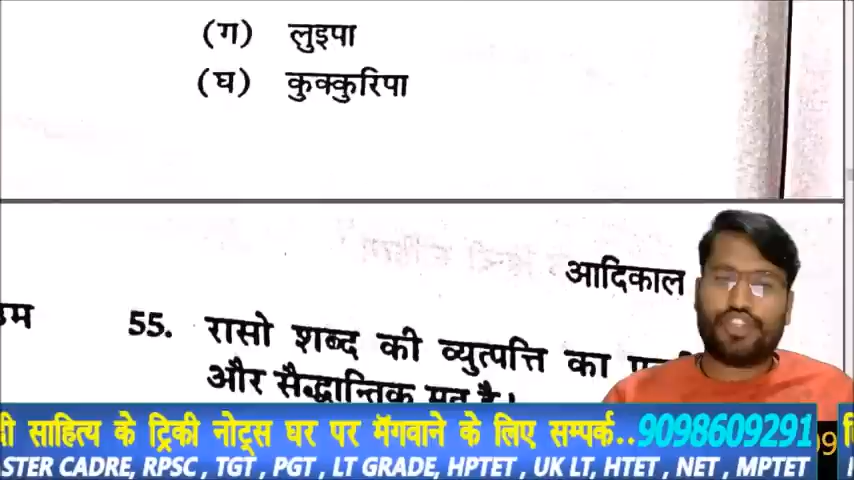 (ग) लुइपा
(घ) कुक्कुरिपा
आदिकाल
55. रासो शब्द की व्युत्पत्ति का
और सैद्धान्तिक मत है।
साहित्य के ट्रिकी नोट्स घर पर मॅगवाने के लिए सम्पर्क..9098609291
STER CADRE, RPSC , TGT , PGT , LT GRADE, HPTET , UK LT, HTET , NET , MPTET